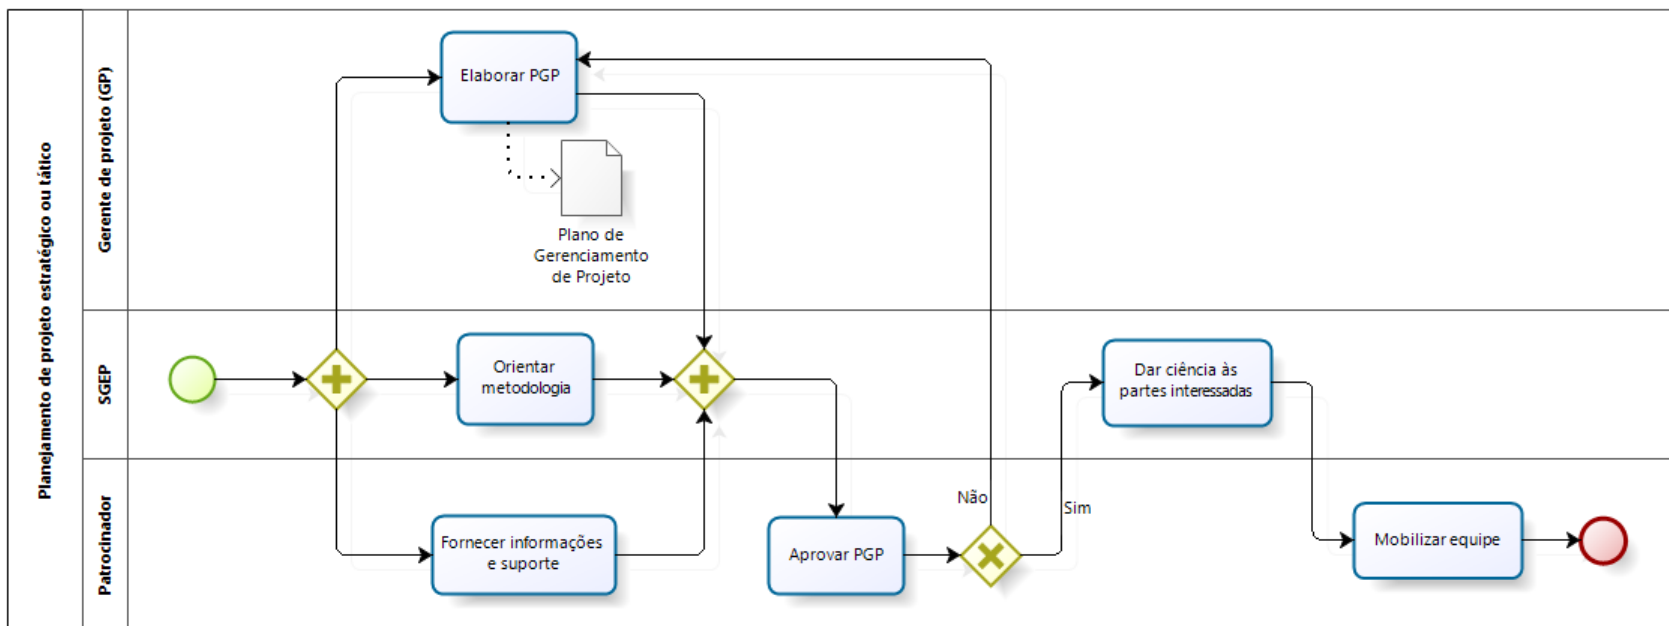 Planejamento de projeto estratégico ou tático
Gerente de projeto (GP)
Elaborar PGP
Plano de
Gerenciamento
de Projeto
SGEP
Orientar
metodologia
Dar ciência às
partes interessadas
Patrocinador
Fornecer informações
e suporte
Aprovar PGP
Não
Sim
Mobilizar equipe